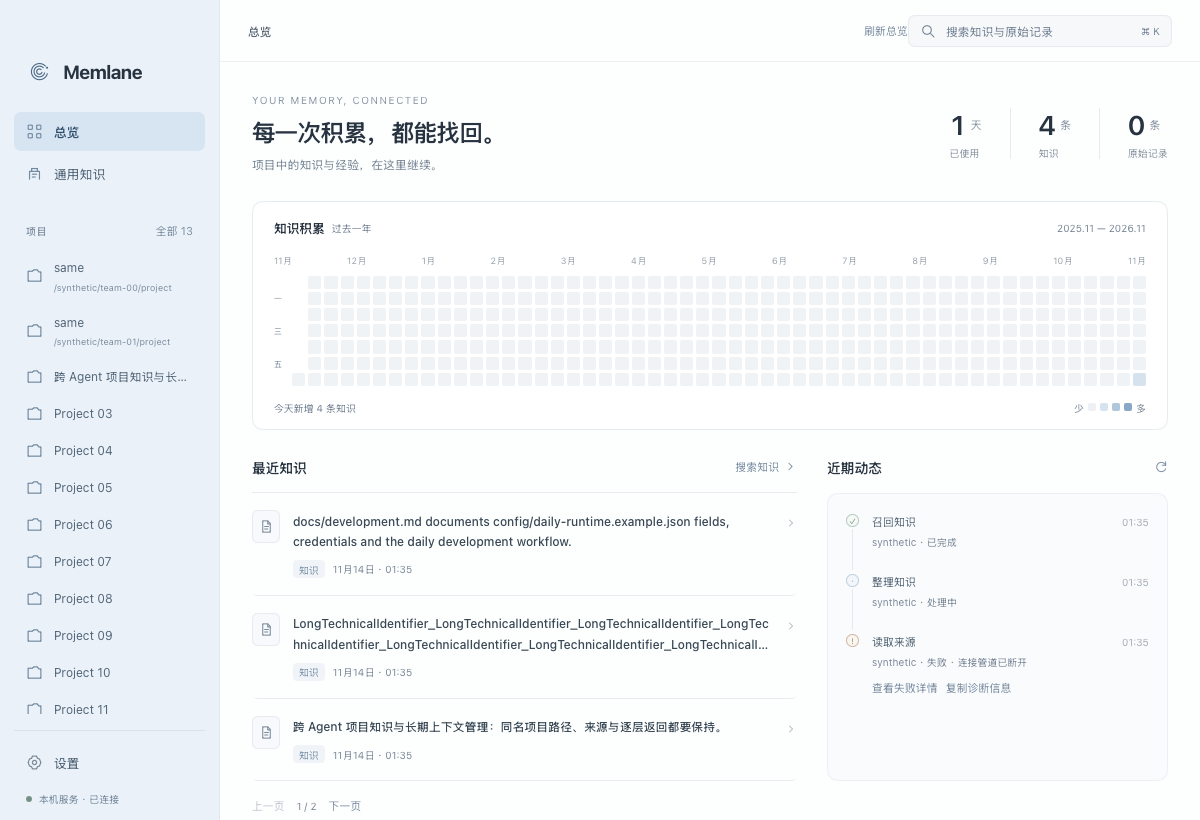 Memlane
总览
通用知识
项目
全部 13
same
/synthetic/team-00/project
same
/synthetic/team-01/project
跨 Agent 项目知识与长…
Project 03
Project 04
Project 05
Project 06
Project 07
Project 08
Project 09
Project 10
Project 11
设置
本机服务 · 已连接
总览
刷新总览
搜索知识与原始记录
⌘ K
YOUR MEMORY, CONNECTED
每一次积累，都能找回。
项目中的知识与经验，在这里继续。
1 天
已使用
4 条
知识
0 条
原始记录
知识积累 过去一年
2025.11 — 2026.11
11月 12月 1月 2月 3月 4月 5月 6月 7月 8月 9月 10月 11月
一
三
五
今天新增 4 条知识
少 多
最近知识
搜索知识
docs/development.md documents config/daily-runtime.example.json fields,
credentials and the daily development workflow.
知识 11月14日 · 01:35
LongTechnicalIdentifier_LongTechnicalIdentifier_LongTechnicalIdentifier_LongTec
hnicalIdentifier_LongTechnicalIdentifier_LongTechnicalIdentifier_LongTechnicalI…
知识 11月14日 · 01:35
跨 Agent 项目知识与长期上下文管理：同名项目路径、来源与逐层返回都要保持。
知识 11月14日 · 01:35
上一页 1 / 2 下一页
近期动态
召回知识 01:35
synthetic · 已完成
整理知识 01:35
synthetic · 处理中
读取来源 01:35
synthetic · 失败 · 连接管道已断开
查看失败详情 复制诊断信息